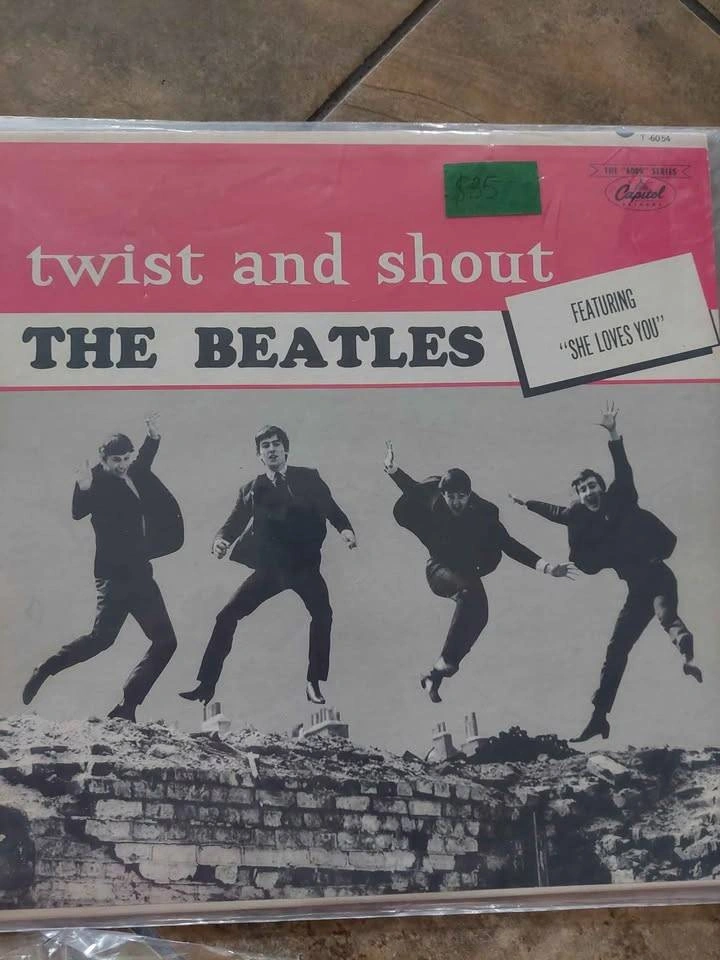 T-6054
THE "6000" SERIES
Capitol
RECORDS
$35
twist and shout
THE BEATLES
FEATURING
"SHE LOVES YOU"